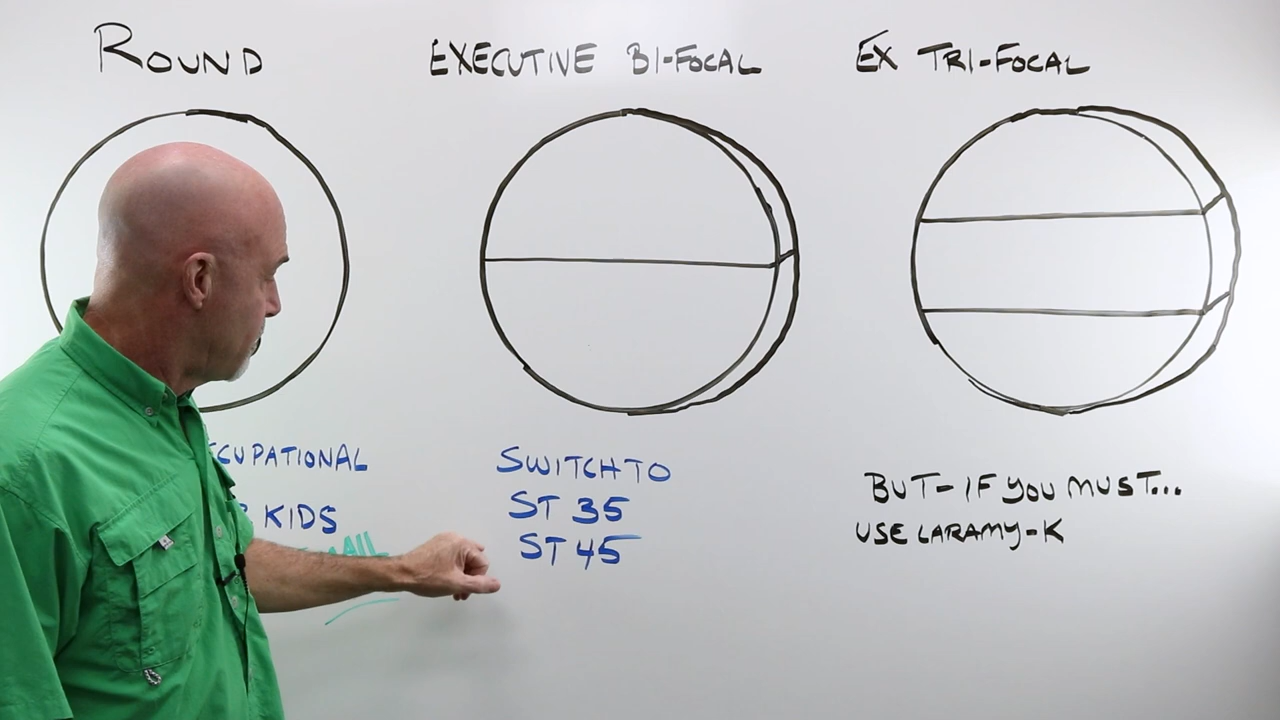 ROUND
EXECUTIVE BI-FOCAL
EX TRI-FOCAL
CUPATIONAL
KIDS
SWITCH TO
ST 35
ST 45
BUT-IF YOU MUST...
USE LARAMY-K